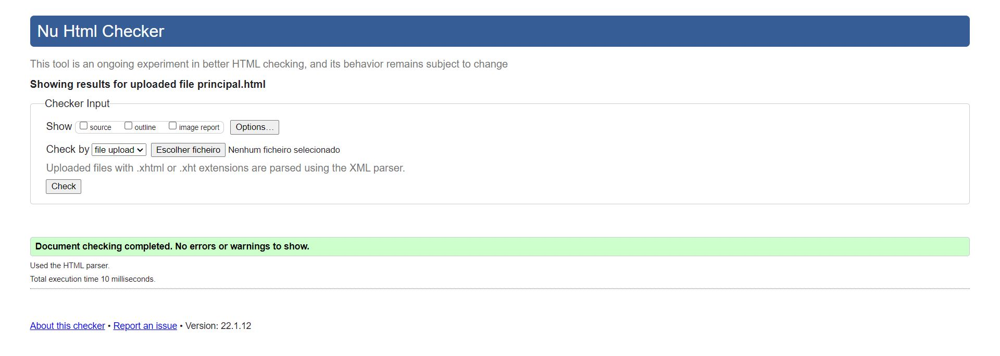 Nu Html Checker
This tool is an ongoing experiment in better HTML checking, and its behavior remains subject to change
Showing results for uploaded file principal.html
Checker Input
Show source outline image report Options...
Check by file upload Escolher ficheiro Nenhum ficheiro selecionado
Uploaded files with .xhtml or .xht extensions are parsed using the XML parser.
Check
Document checking completed. No errors or warnings to show.
Used the HTML parser.
Total execution time 10 milliseconds.
About this checker • Report an issue • Version: 22.1.12